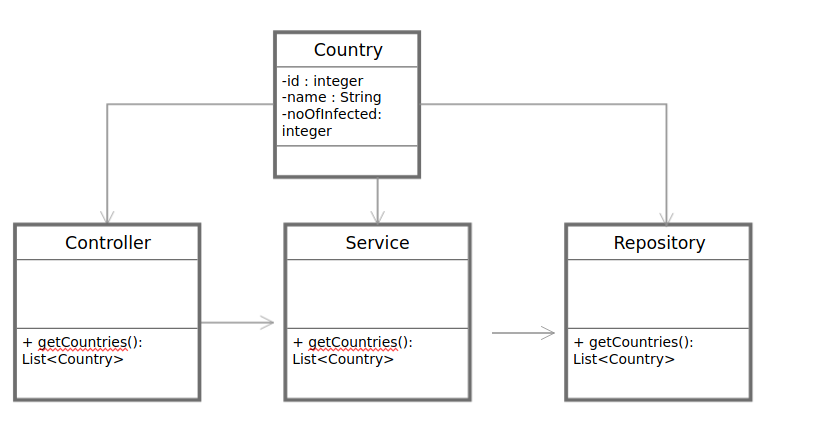 Country
-id : integer
-name : String
-noOfInfected:
integer
Controller
+ getCountries():
List<Country>
Service
+ getCountries():
List<Country>
Repository
+ getCountries():
List<Country>